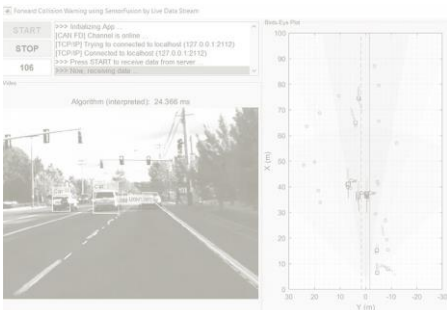 Forward Collision Warning using SensorFusion by Live Data Stream
START
STOP
106
>>> Initializing App ...
[CAN FD] Channel is online ...
[TCP/IP] Trying to connected to localhost (127.0.0.1:2112)
[TCP/IP] Connected to localhost (127.0.0.1:2112)
>>> Press START to receive data from server
>>> Now, receiving data ...
Video
Algorithm (interpreted): 24.366 ms
Bird-Eye Plot
100
90
80
70
60
50
40
30
20
10
0
X (m)
30 20 10 0 -10 -20 -30
Y (m)